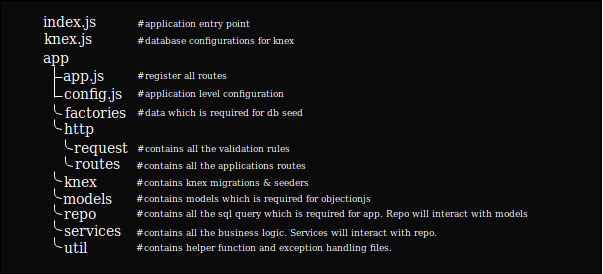 index.js #application entry point
knex.js #database configurations for knex
app
app.js #register all routes
config.js #application level configuration
factories #data which is required for db seed
http
request #contains all the validation rules
routes #contains all the applications routes
knex #contains knex migrations & seeders
models #contains models which is required for objectionjs
repo #contains all the sql query which is required for app. Repo will interact with models
services #contains all the business logic. Services will interact with repo.
util #contains helper function and exception handling files.